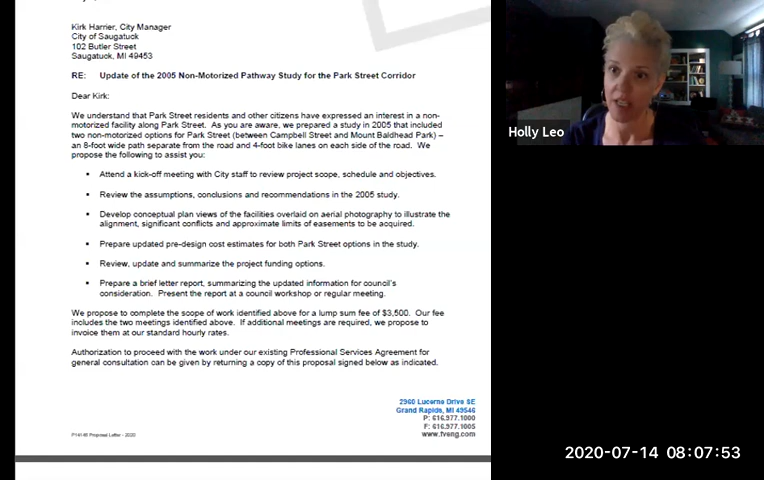 Kirk Harrier, City Manager
City of Saugatuck
102 Butler Street
Saugatuck, MI 49453
RE: Update of the 2005 Non-Motorized Pathway Study for the Park Street Corridor
Dear Kirk:
We understand that Park Street residents and other citizens have expressed an interest in a non-
motorized facility along Park Street. As you are aware, we prepared a study in 2005 that included
two non-motorized options for Park Street (between Campbell Street and Mount Baldhead Park) –
an 8-foot wide path separate from the road and 4-foot bike lanes on each side of the road. We
propose the following to assist you:
• Attend a kick-off meeting with City staff to review project scope, schedule and objectives.
• Review the assumptions, conclusions and recommendations in the 2005 study.
• Develop conceptual plan views of the facilities overlaid on aerial photography to illustrate the
alignment, significant conflicts and approximate limits of easements to be acquired.
• Prepare updated pre-design cost estimates for both Park Street options in the study.
• Review, update and summarize the project funding options.
• Prepare a brief letter report, summarizing the updated information for council's
consideration. Present the report at a council workshop or regular meeting.
We propose to complete the scope of work identified above for a lump sum fee of $3,500. Our fee
includes the two meetings identified above. If additional meetings are required, we propose to
invoice them at our standard hourly rates.
Authorization to proceed with the work under our existing Professional Services Agreement for
general consultation can be given by returning a copy of this proposal signed below as indicated.
2960 Lucerne Drive SE
Grand Rapids, MI 49546
P: 616.977.1000
F: 616.977.1005
www.fveng.com
Proposal Letter - 2020
Holly Leo
2020-07-14 08:07:53